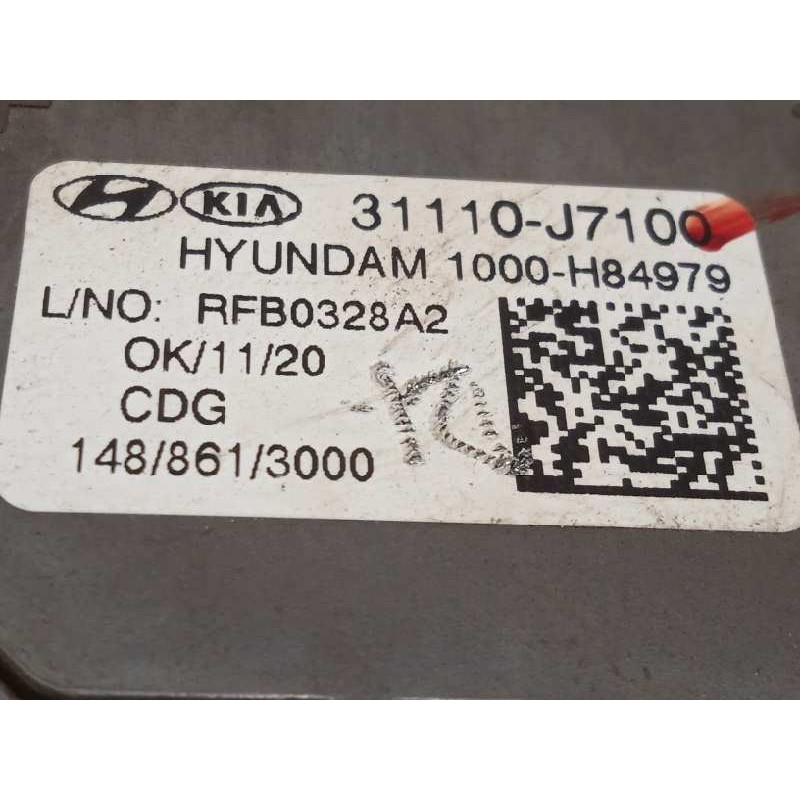 KIA 31110-J7100
HYUNDAM 1000-H84979
L/NO: RFB0328A2
OK/11/20
CDG
148/861/3000